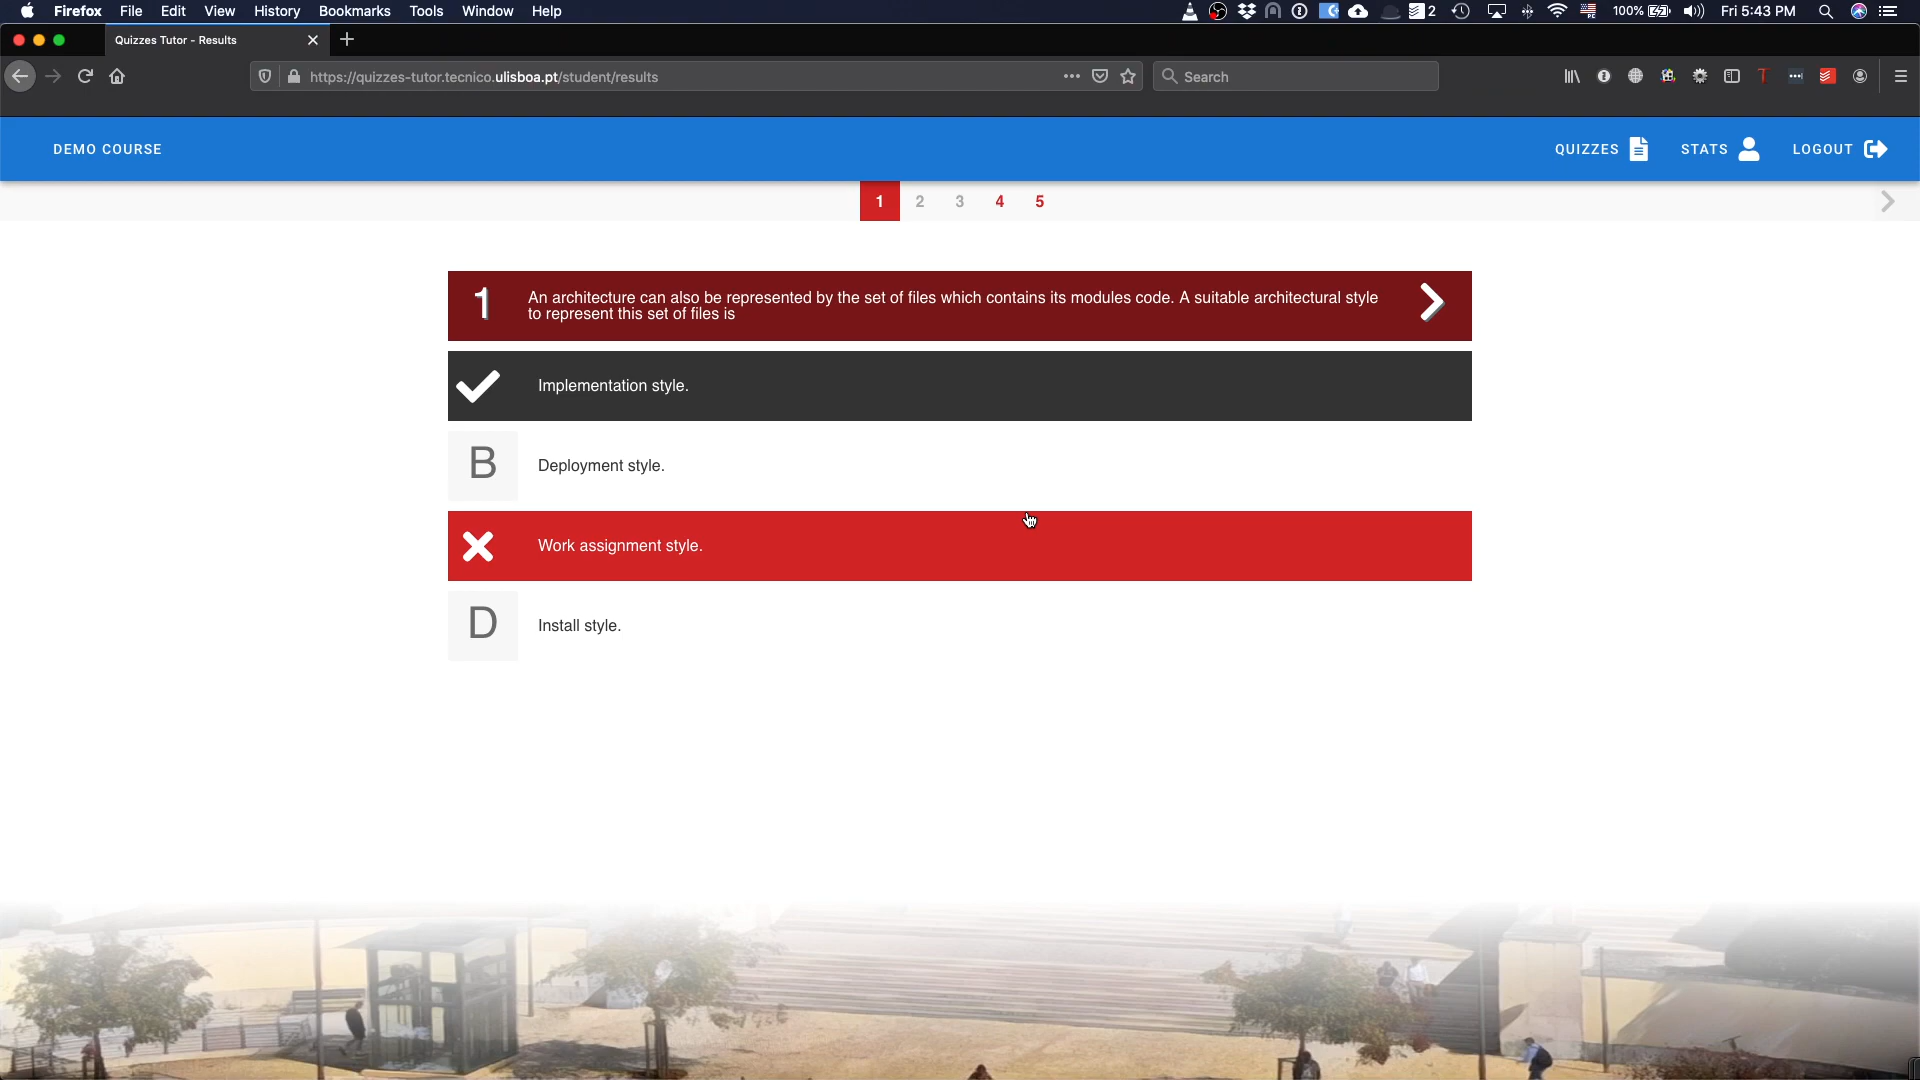 Firefox File Edit View History Bookmarks Tools Window Help 2 100% Fri 5:43 PM
Quizzes Tutor - Results
https://quizzes-tutor.tecnico.ulisboa.pt/student/results Search
DEMO COURSE QUIZZES STATS LOGOUT
1 2 3 4 5
1 An architecture can also be represented by the set of files which contains its modules code. A suitable architectural style
to represent this set of files is
Implementation style.
B Deployment style.
Work assignment style.
D Install style.